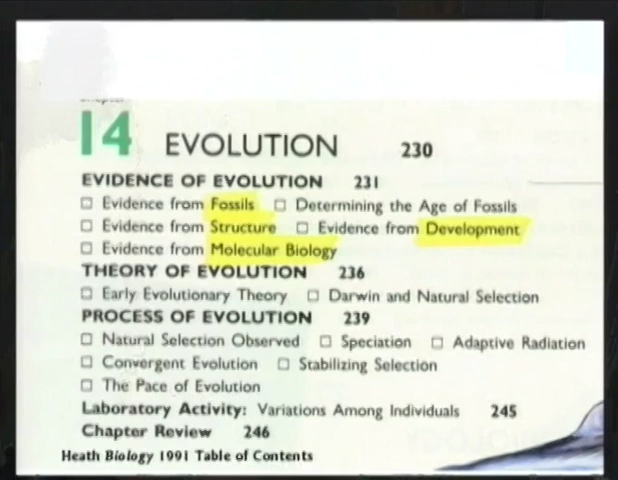 14 EVOLUTION 230
EVIDENCE OF EVOLUTION 231
□ Evidence from Fossils □ Determining the Age of Fossils
□ Evidence from Structure □ Evidence from Development
□ Evidence from Molecular Biology
THEORY OF EVOLUTION 236
□ Early Evolutionary Theory □ Darwin and Natural Selection
PROCESS OF EVOLUTION 239
□ Natural Selection Observed □ Speciation □ Adaptive Radiation
□ Convergent Evolution □ Stabilizing Selection
□ The Pace of Evolution
Laboratory Activity: Variations Among Individuals 245
Chapter Review 246
Heath Biology 1991 Table of Contents